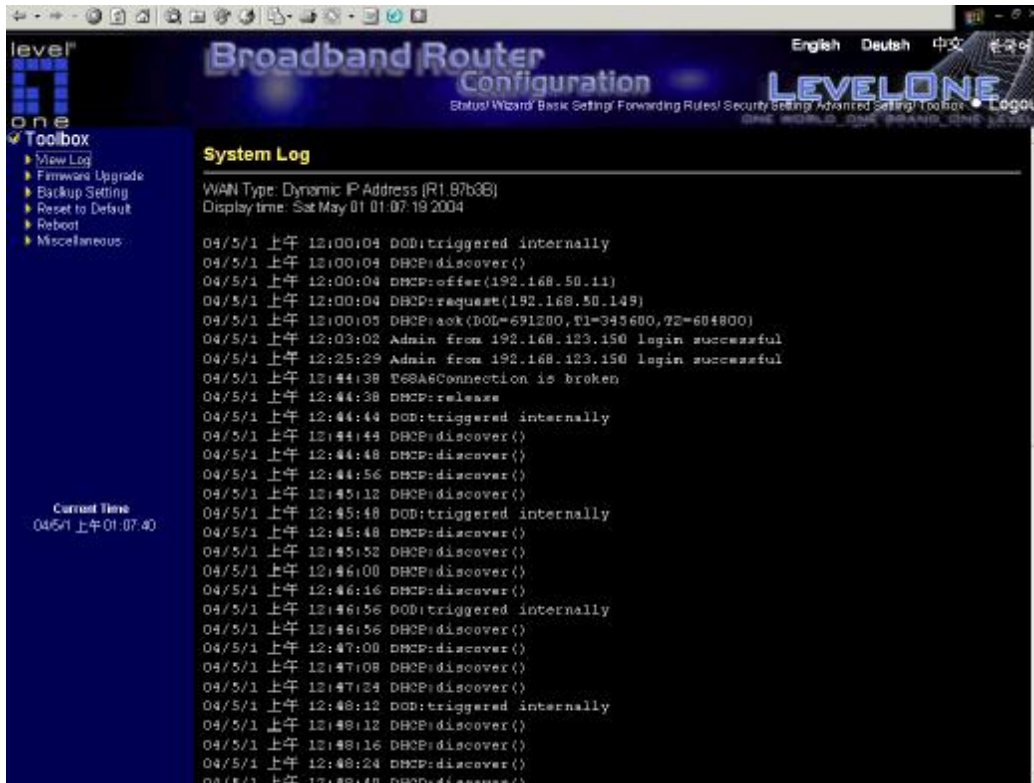 level
one
Broadband Router
Configuration
English Deutsh 中文 한국어
LEVELONE
Status/ Wizard/ Basic Setting/ Forwarding Rules/ Security Setting/ Advanced Setting/ Toolbox
Logou
ONE WORLD_ONE BRAND_ONE LEVEL
Toolbox
View Log
Firmware Upgrade
Backup Setting
Reset to Default
Reboot
Miscellaneous
Current Time
04/5/1 上午 01:07:40
System Log
WAN Type: Dynamic IP Address (R1.97b3B)
Display time: Sat May 01 01:07:19 2004
04/5/1 上午 12:00:04 DOD:triggered internally
04/5/1 上午 12:00:04 DHCP:discover()
04/5/1 上午 12:00:04 DHCP:offer(192.168.50.11)
04/5/1 上午 12:00:04 DHCP:request(192.168.50.149)
04/5/1 上午 12:00:05 DHCP:ack(DOL=691200,T1=345600,T2=604800)
04/5/1 上午 12:03:02 Admin from 192.168.123.150 login successful
04/5/1 上午 12:25:29 Admin from 192.168.123.150 login successful
04/5/1 上午 12:44:38 T68A6Connection is broken
04/5/1 上午 12:44:38 DHCP:release
04/5/1 上午 12:44:44 DOD:triggered internally
04/5/1 上午 12:44:44 DHCP:discover()
04/5/1 上午 12:44:48 DHCP:discover()
04/5/1 上午 12:44:56 DHCP:discover()
04/5/1 上午 12:45:12 DHCP:discover()
04/5/1 上午 12:45:48 DOD:triggered internally
04/5/1 上午 12:45:48 DHCP:discover()
04/5/1 上午 12:45:52 DHCP:discover()
04/5/1 上午 12:46:00 DHCP:discover()
04/5/1 上午 12:46:16 DHCP:discover()
04/5/1 上午 12:46:56 DOD:triggered internally
04/5/1 上午 12:46:56 DHCP:discover()
04/5/1 上午 12:47:00 DHCP:discover()
04/5/1 上午 12:47:08 DHCP:discover()
04/5/1 上午 12:47:24 DHCP:discover()
04/5/1 上午 12:48:12 DOD:triggered internally
04/5/1 上午 12:48:12 DHCP:discover()
04/5/1 上午 12:48:16 DHCP:discover()
04/5/1 上午 12:48:24 DHCP:discover()